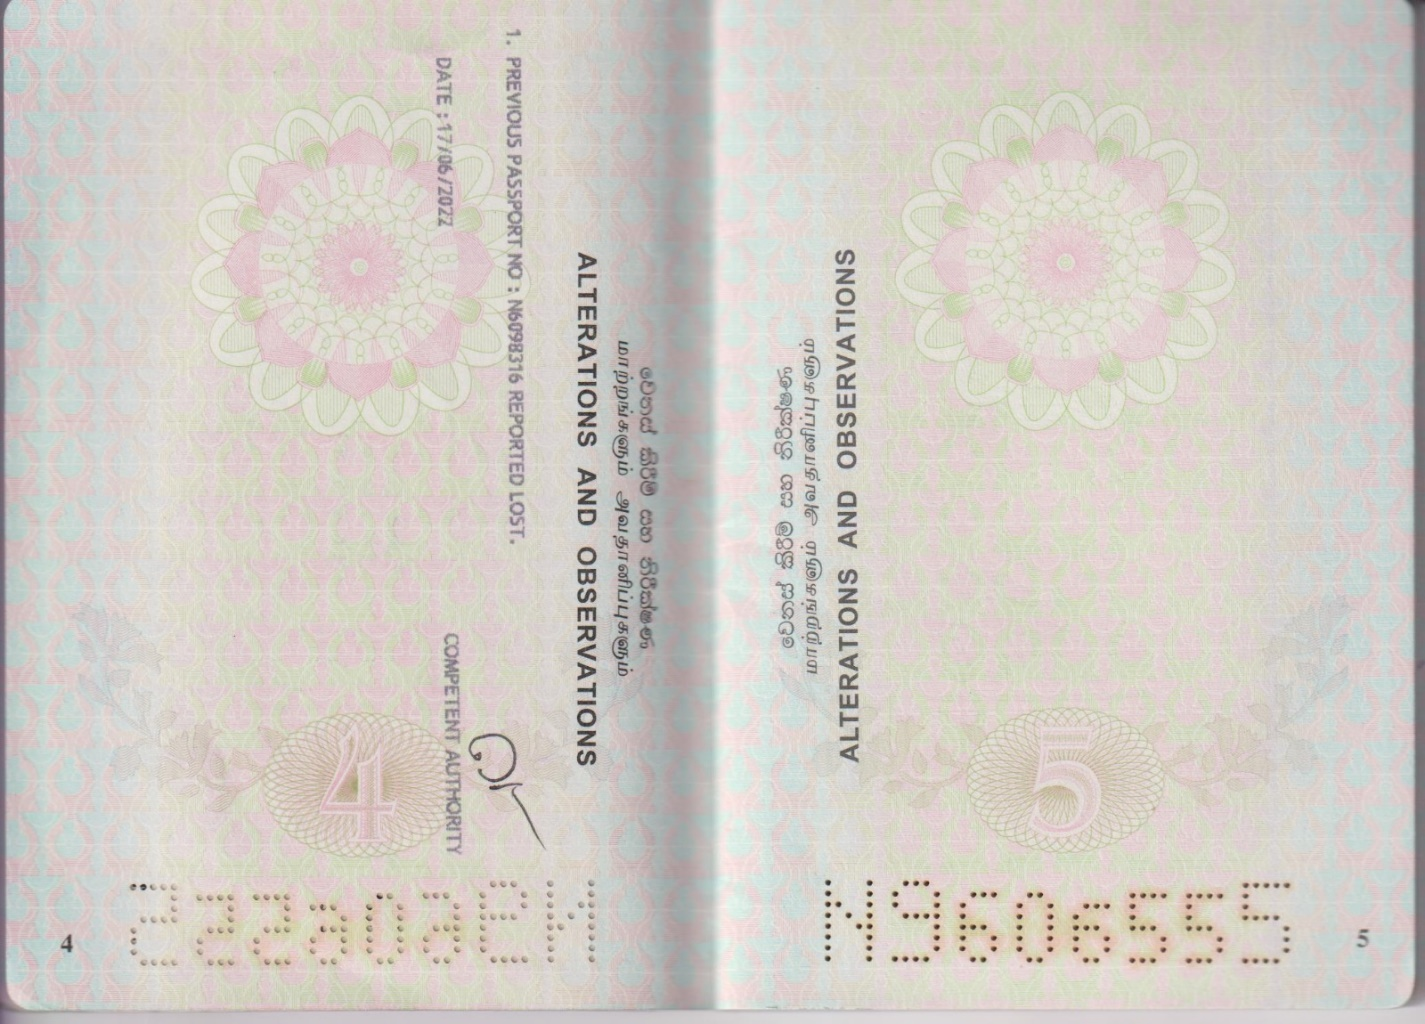 වෙනස් කිරීම් සහ නිරීක්ෂණ
மாற்றங்களும் அவதானிப்புகளும்
ALTERATIONS AND OBSERVATIONS
1. PREVIOUS PASSPORT NO : N6098316 REPORTED LOST.
DATE : 17/06/2022
COMPETENT AUTHORITY
4
4
වෙනස් කිරීම් සහ නිරීක්ෂණ
மாற்றங்களும் அவதானிப்புகளும்
ALTERATIONS AND OBSERVATIONS
5
N9606555
5